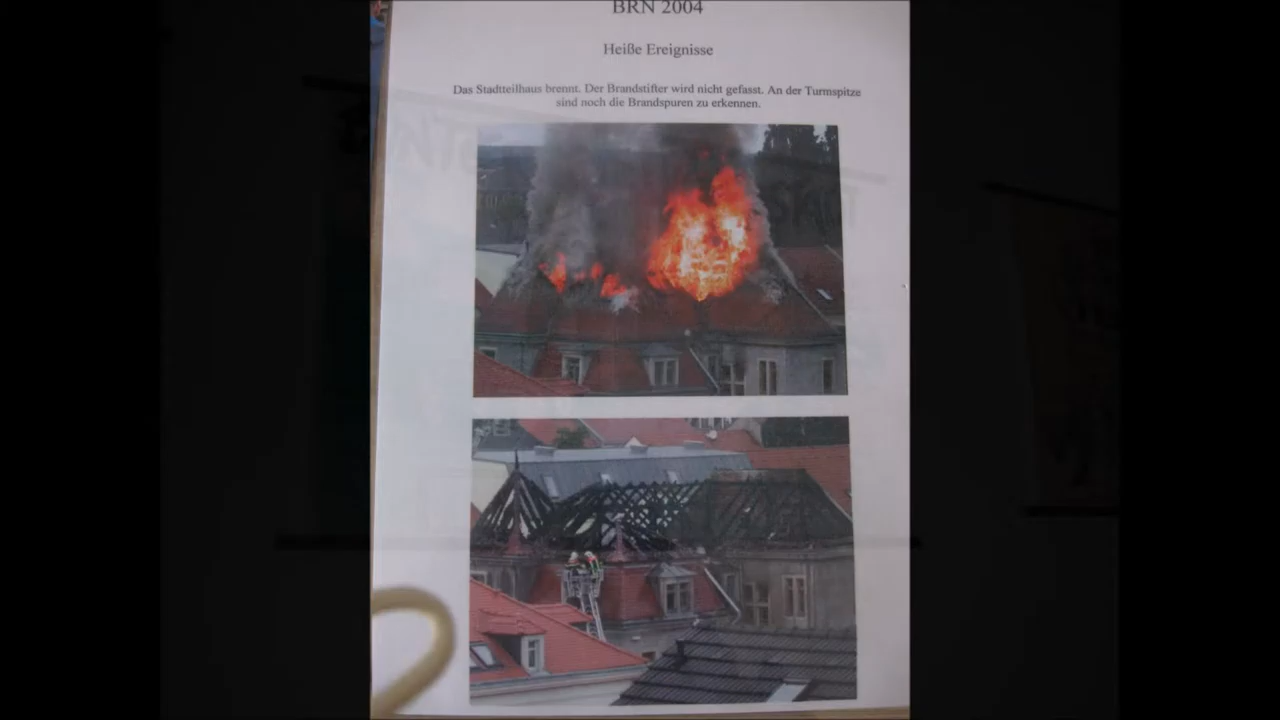 BRN 2004
Heiße Ereignisse
Das Stadtteilhaus brennt. Der Brandstifter wird nicht gefasst. An der Turmspitze
sind noch die Brandspuren zu erkennen.